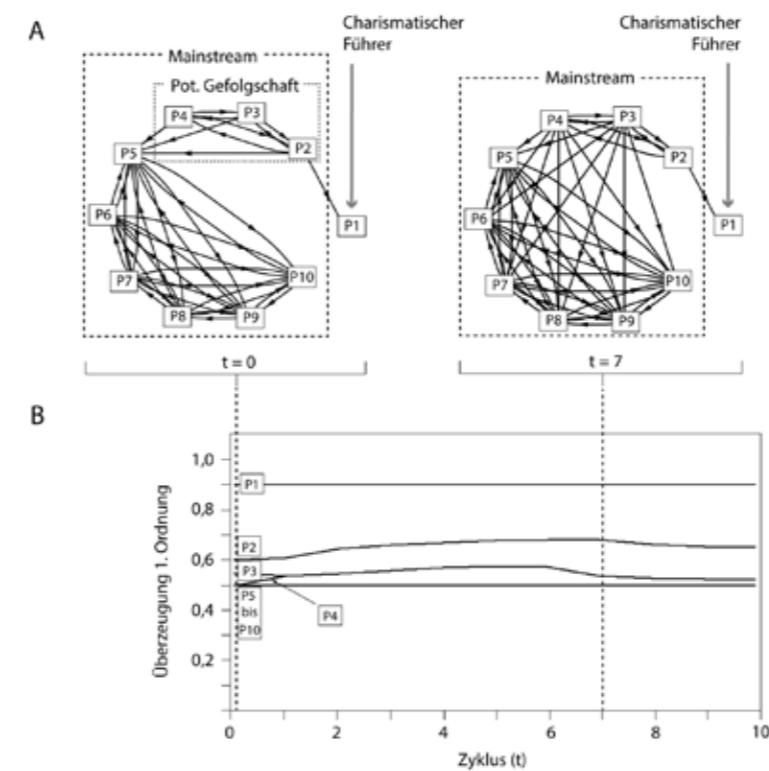 A
Charismatischer
Führer
Mainstream
Pot. Gefolgschaft
P4
P3
P2
P5
P6
P1
P7
P10
P8
P9
t = 0
Charismatischer
Führer
Mainstream
P4
P3
P5
P2
P6
P1
P7
P10
P8
P9
t = 7
B
Überzeugung 1. Ordnung
1,0
0,8
0,6
0,4
0,2
P1
P2
P3
P5
bis
P10
P4
0
2
4
6
8
10
Zyklus (t)